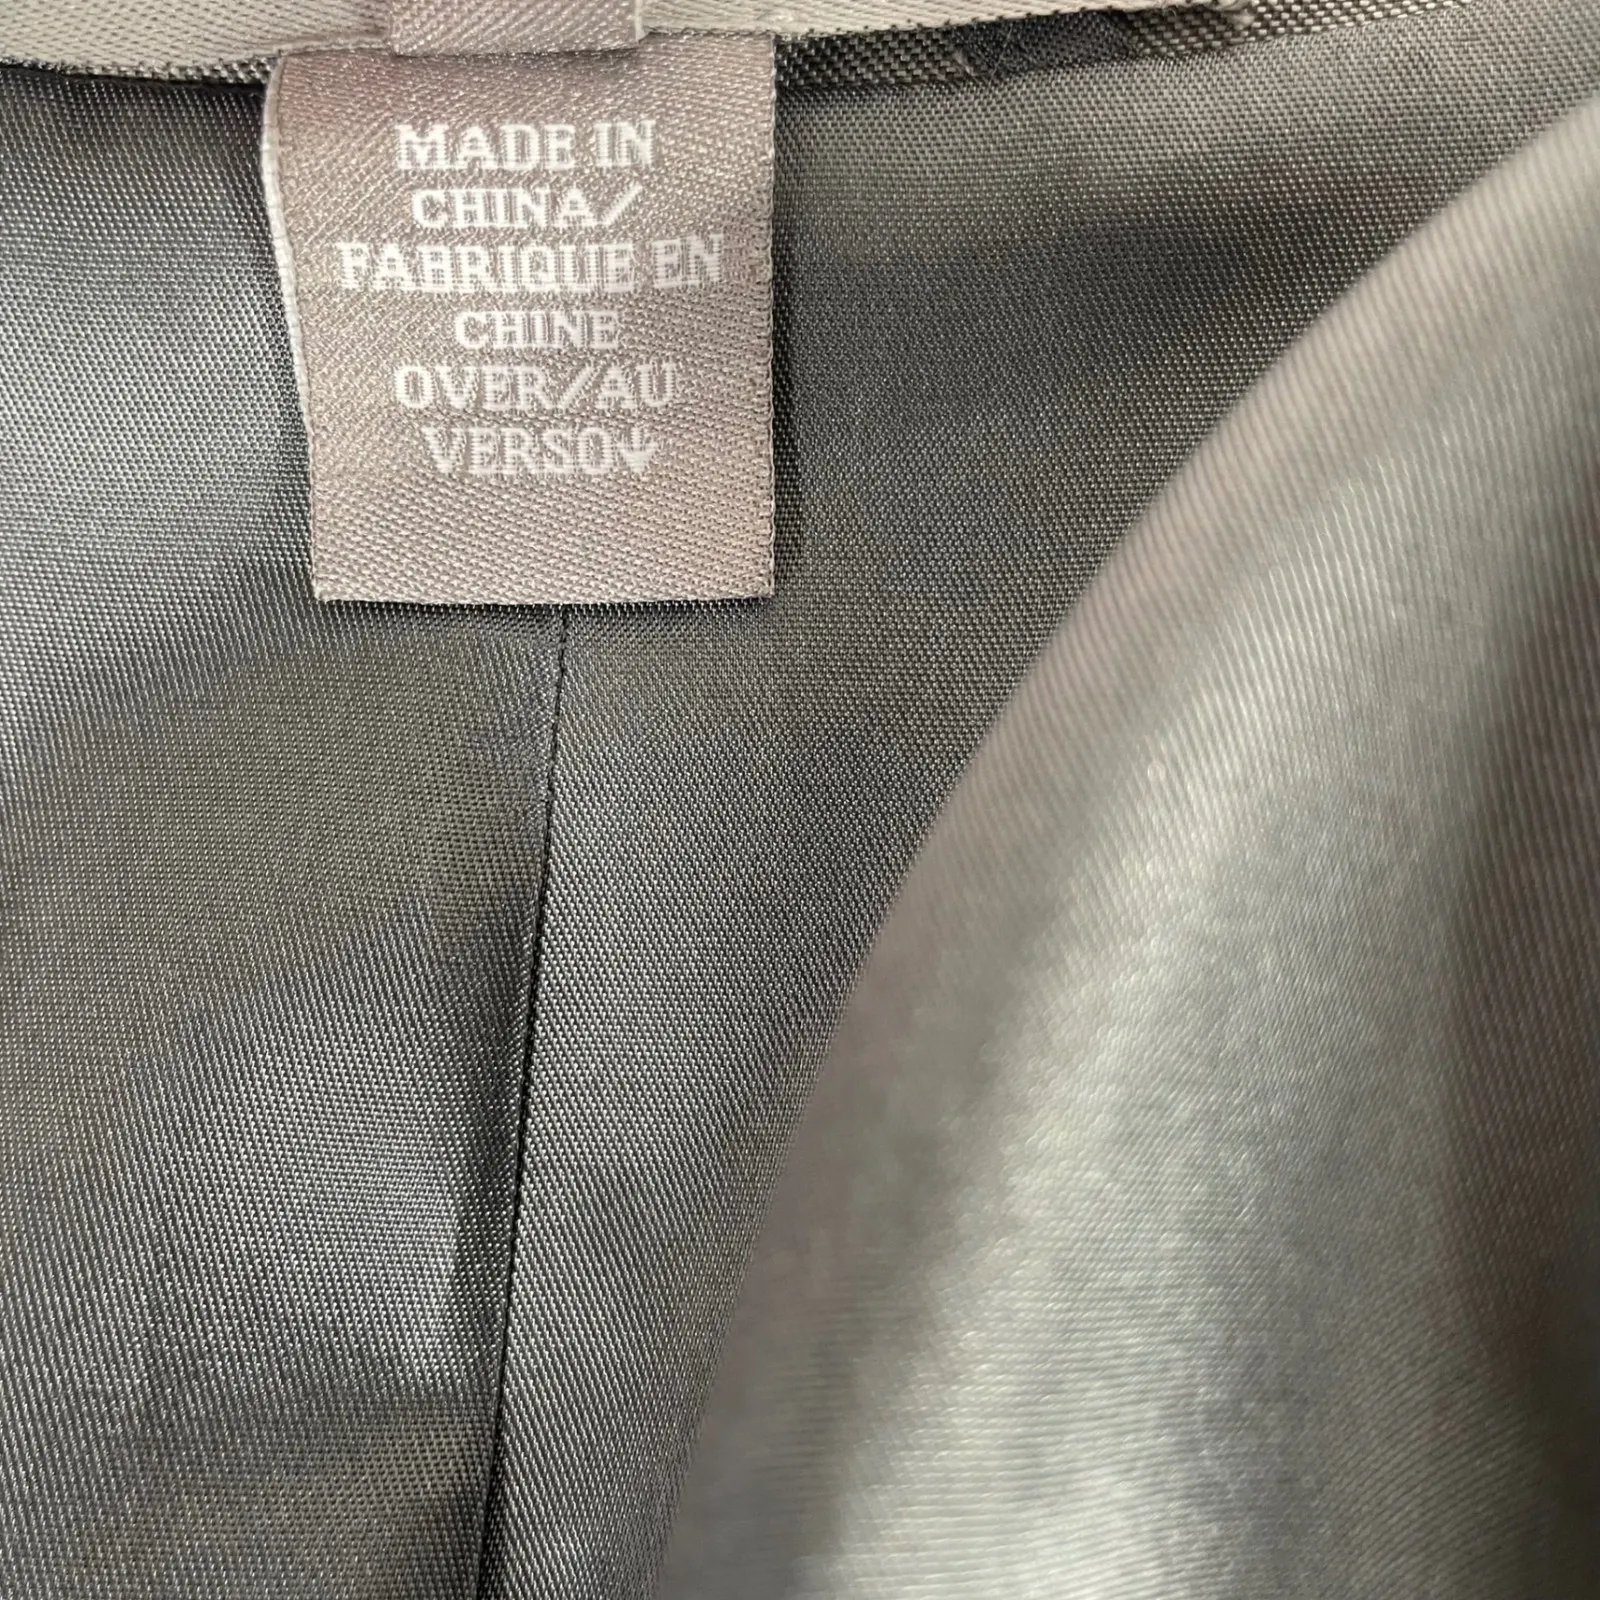 MADE IN
CHINA/
FABRIQUE EN
CHINE
OVER/AU
VERSO↓